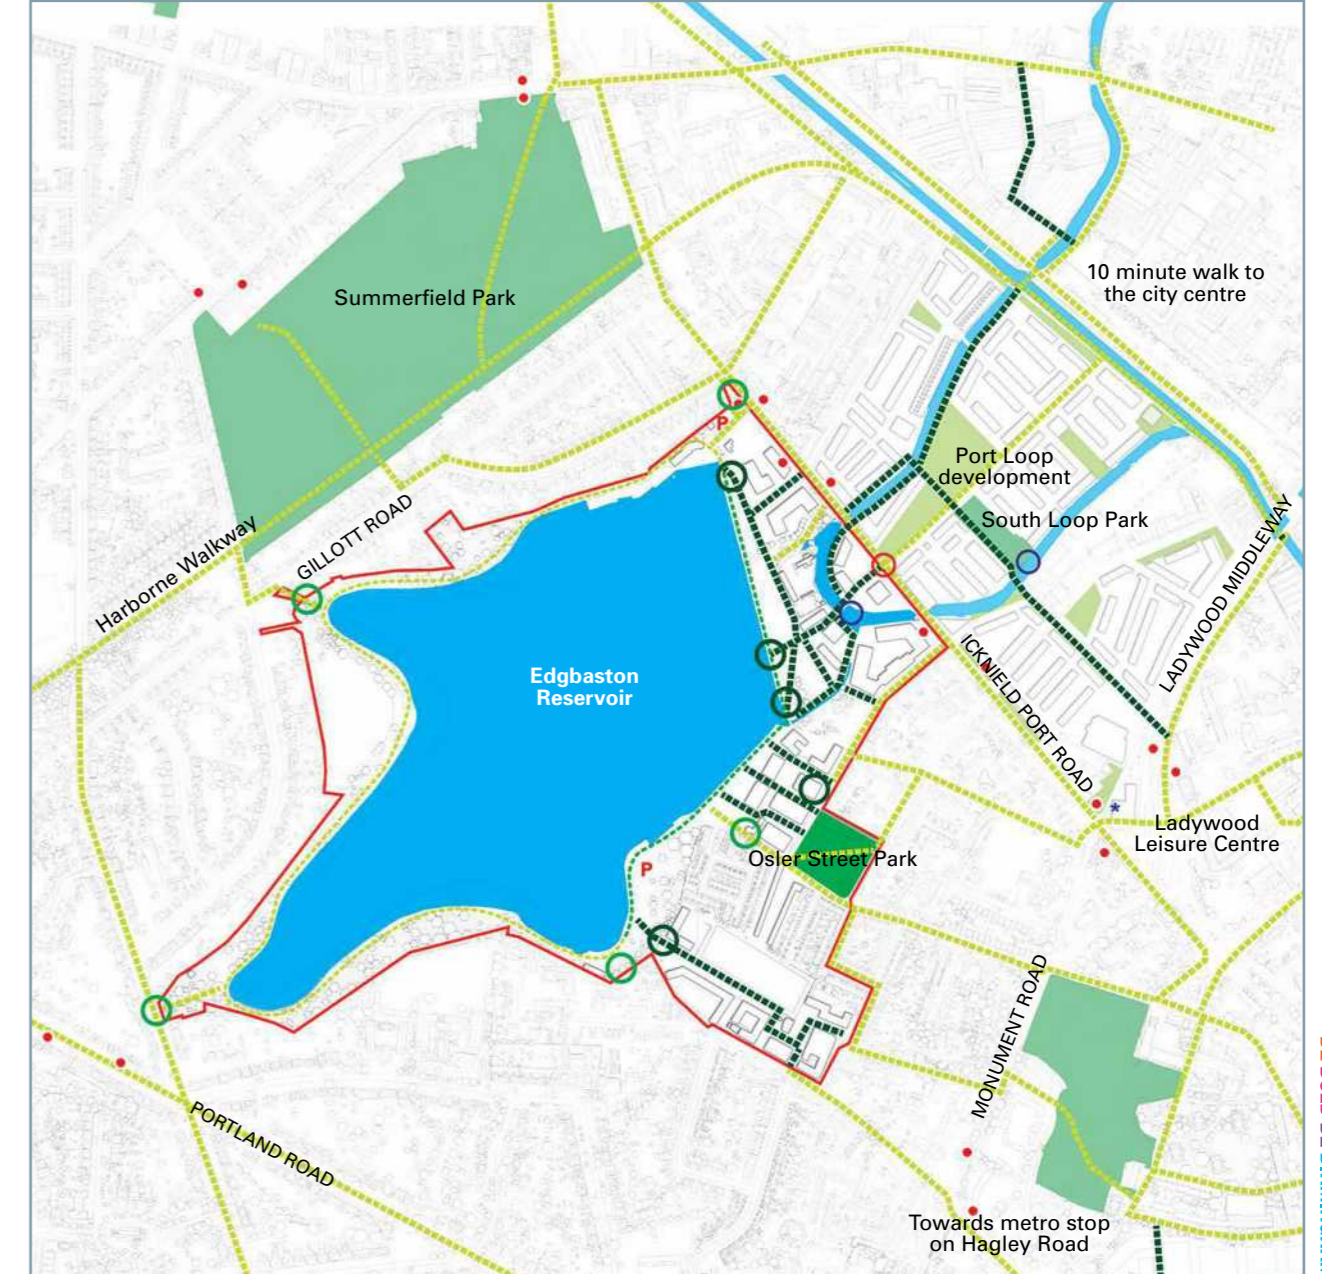 10 minute walk to
the city centre
Summerfield Park
P
Port Loop
development
South Loop Park
GILLOTT ROAD
Harborne Walkway
LADYWOOD MIDDLEWAY
ICKNIELD PORT ROAD
Edgbaston
Reservoir
*
Ladywood
Leisure Centre
Osler Street Park
P
MONUMENT ROAD
PORTLAND ROAD
Towards metro stop
on Hagley Road